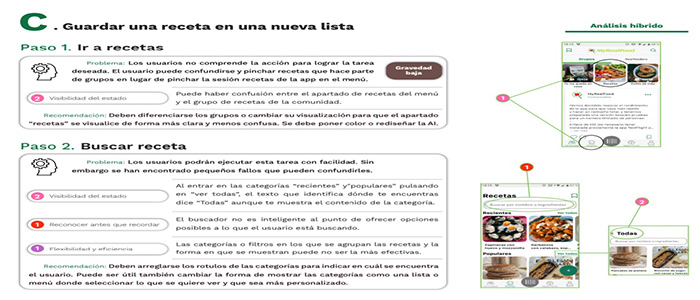 C. Guardar una receta en una nueva lista
Análisis híbrido
Paso 1. Ir a recetas
Problema: Los usuarios no comprende la acción para lograr la tarea
deseada. El usuario puede confundirse y pinchar recetas que hace parte
de grupos en lugar de pinchar la sesión recetas de la app en el menú.
Gravedad
baja
2 Visibilidad del estado
Puede haber confusión entre el apartado de recetas del menú
y el grupo de recetas de la comunidad.
Recomendación: Deben diferenciarse los grupos o cambiar su visualización para que el apartado
"recetas" se visualice de forma más clara y menos confusa. Se debe poner color o rediseñar la AI.
Paso 2. Buscar receta
Problema: Los usuarios podrán ejecutar esta tarea con facilidad. Sin
embargo se han encontrado pequeños fallos que pueden confundirles.
2 Visibilidad del estado
Al entrar en las categorías "recientes" y"populares" pulsando
en "ver todas", el texto que identifica dónde te encuentras
dice "Todas" aunque te muestra el contenido de la categoría.
1 Reconocer antes que recordar
El buscador no es inteligente al punto de ofrecer opciones
posibles a lo que el usuario está buscando.
1 Flexibilidad y eficiencia
Las categorías o filtros en los que se agrupan las recetas y la
forma en que se muestran puede no ser la más efectivas.
Recomendación: Deben arreglarse los rotulos de las categorías para indicar en cuál se encuentra
el usuario. Puede ser útil también cambiar la forma de mostrar las categorías como una lista o
menú donde seleccionar lo que se quiere ver y que sea más personalizado.
MyRealFood
Grupos
1
1
Recetas
Buscar por nombre o ingredientes
Recientes
Ver todas
Populares
2
Todas
Buscar por nombre o ingredientes